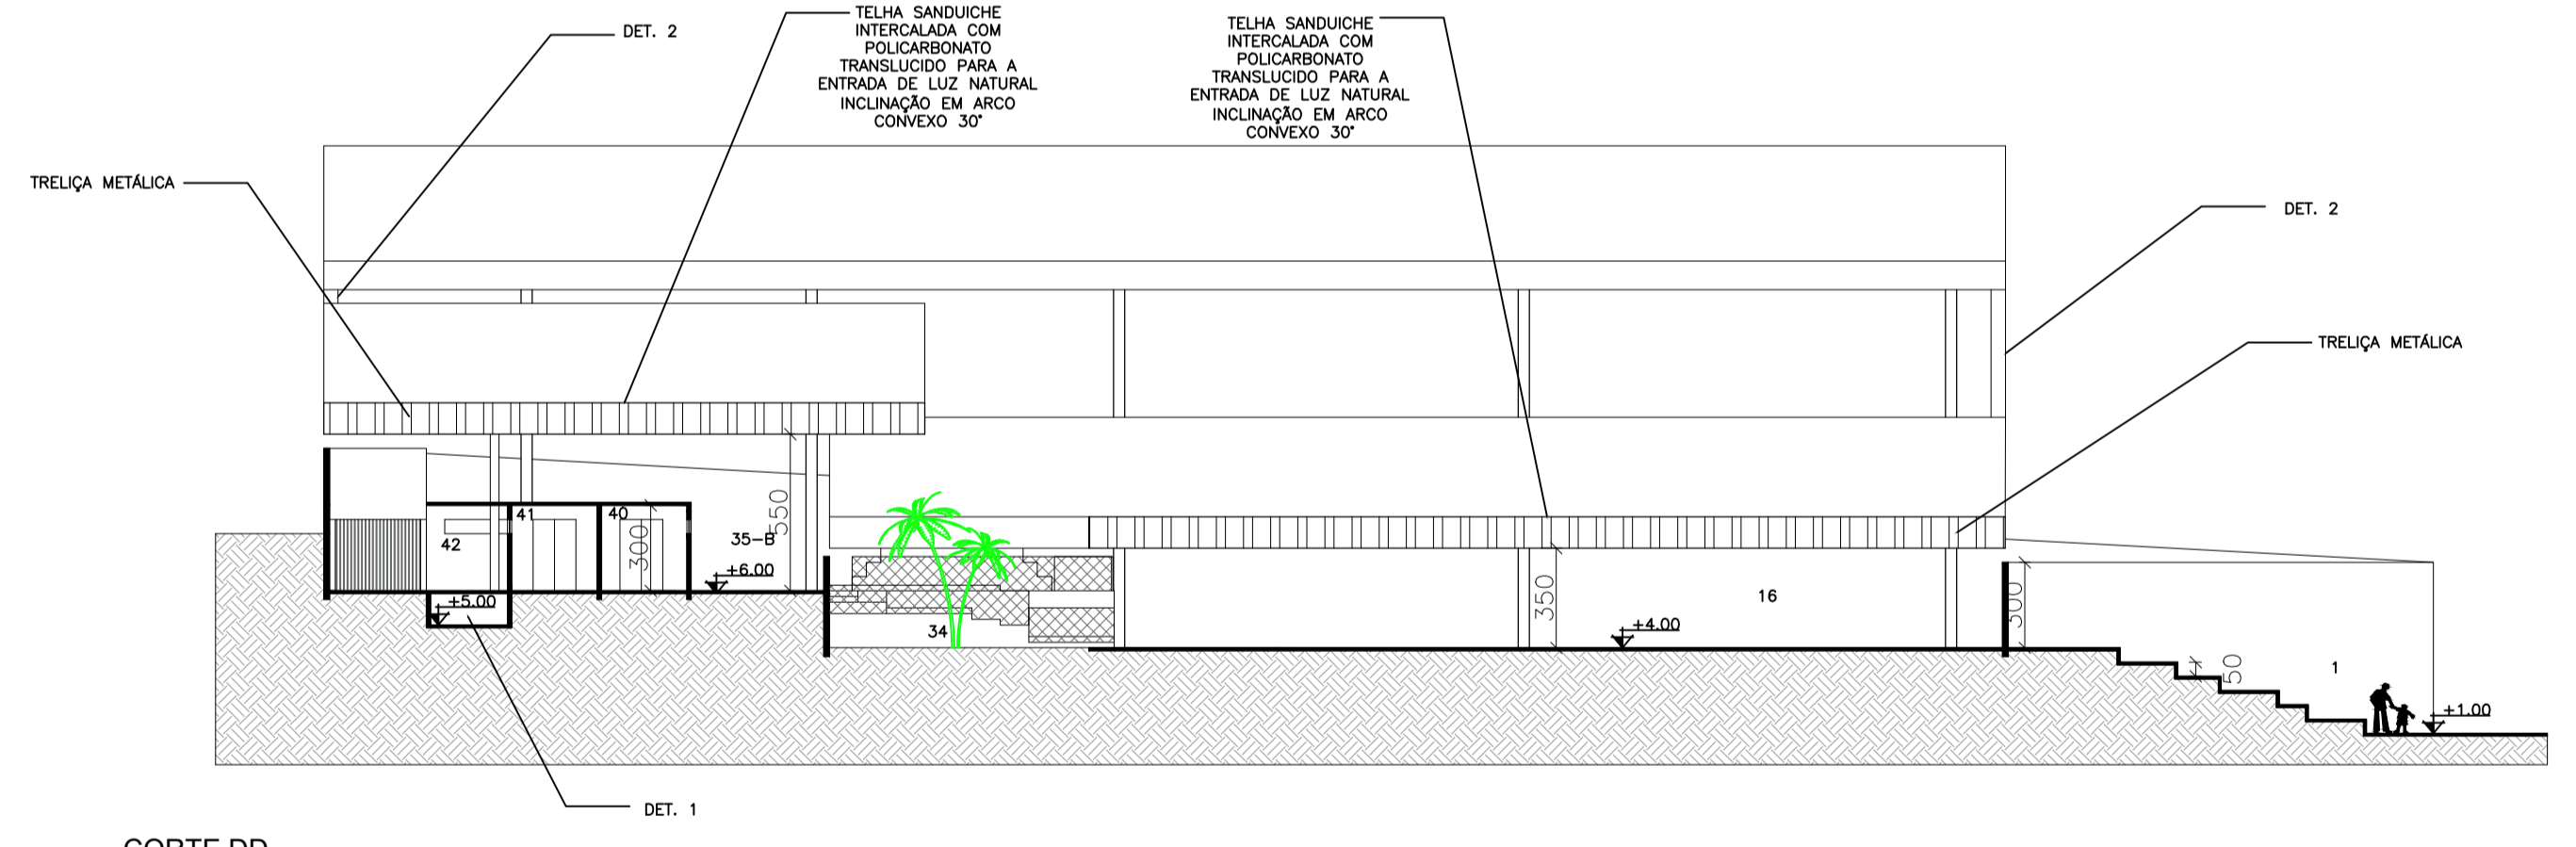 TELHA SANDUICHE
INTERCALADA COM
POLICARBONATO
TRANSLUCIDO PARA A
ENTRADA DE LUZ NATURAL
INCLINAÇÃO EM ARCO
CONVEXO 30°
TELHA SANDUICHE
INTERCALADA COM
POLICARBONATO
TRANSLUCIDO PARA A
ENTRADA DE LUZ NATURAL
INCLINAÇÃO EM ARCO
CONVEXO 30°
DET. 2
TRELIÇA METÁLICA
DET. 2
TRELIÇA METÁLICA
42
41
40
300
35-B
550
+6.00
+5.00
34
350
16
+4.00
300
50
1
+1.00
DET. 1
CORTE DD